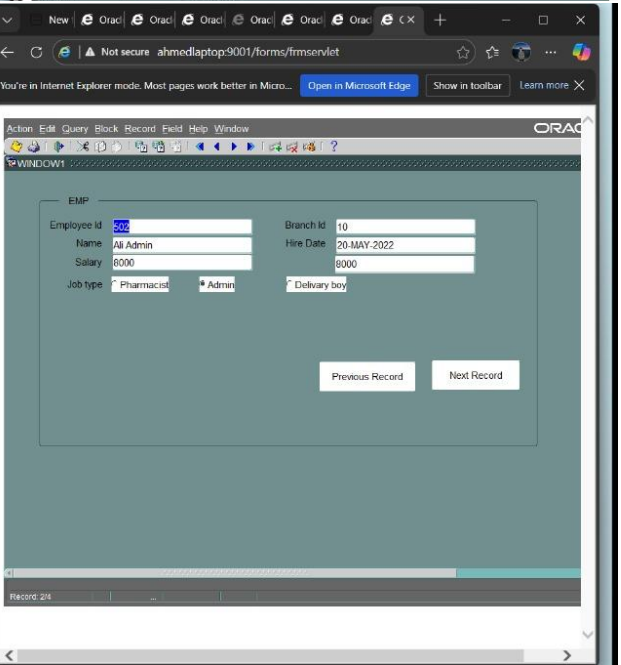 New Oracl Oracl Oracl Oracl Oracl Orac (
Not secure ahmedlaptop:9001/forms/frmservlet
You're in Internet Explorer mode. Most pages work better in Micro... Open in Microsoft Edge Show in toolbar Learn more
Action Edit Query Block Record Field Help Window ORAC
WINDOW1
EMP
Employee Id 502 Branch Id 10
Name Ali Admin Hire Date 20-MAY-2022
Salary 8000 8000
Job type Pharmacist Admin Delivary boy
Previous Record Next Record
Record: 2/4 ...